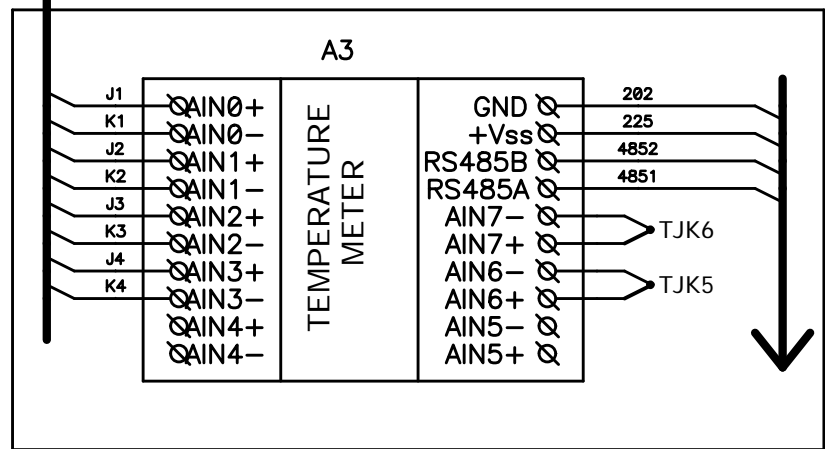 A3
J1 AIN0+ GND 202
K1 AIN0- +Vss 225
J2 AIN1+ RS485B 4852
K2 AIN1- RS485A 4851
J3 AIN2+ AIN7-
K3 AIN2- AIN7+ TJK6
J4 AIN3+ AIN6-
K4 AIN3- AIN6+ TJK5
AIN4+ AIN5-
AIN4- AIN5+
TEMPERATURE
METER